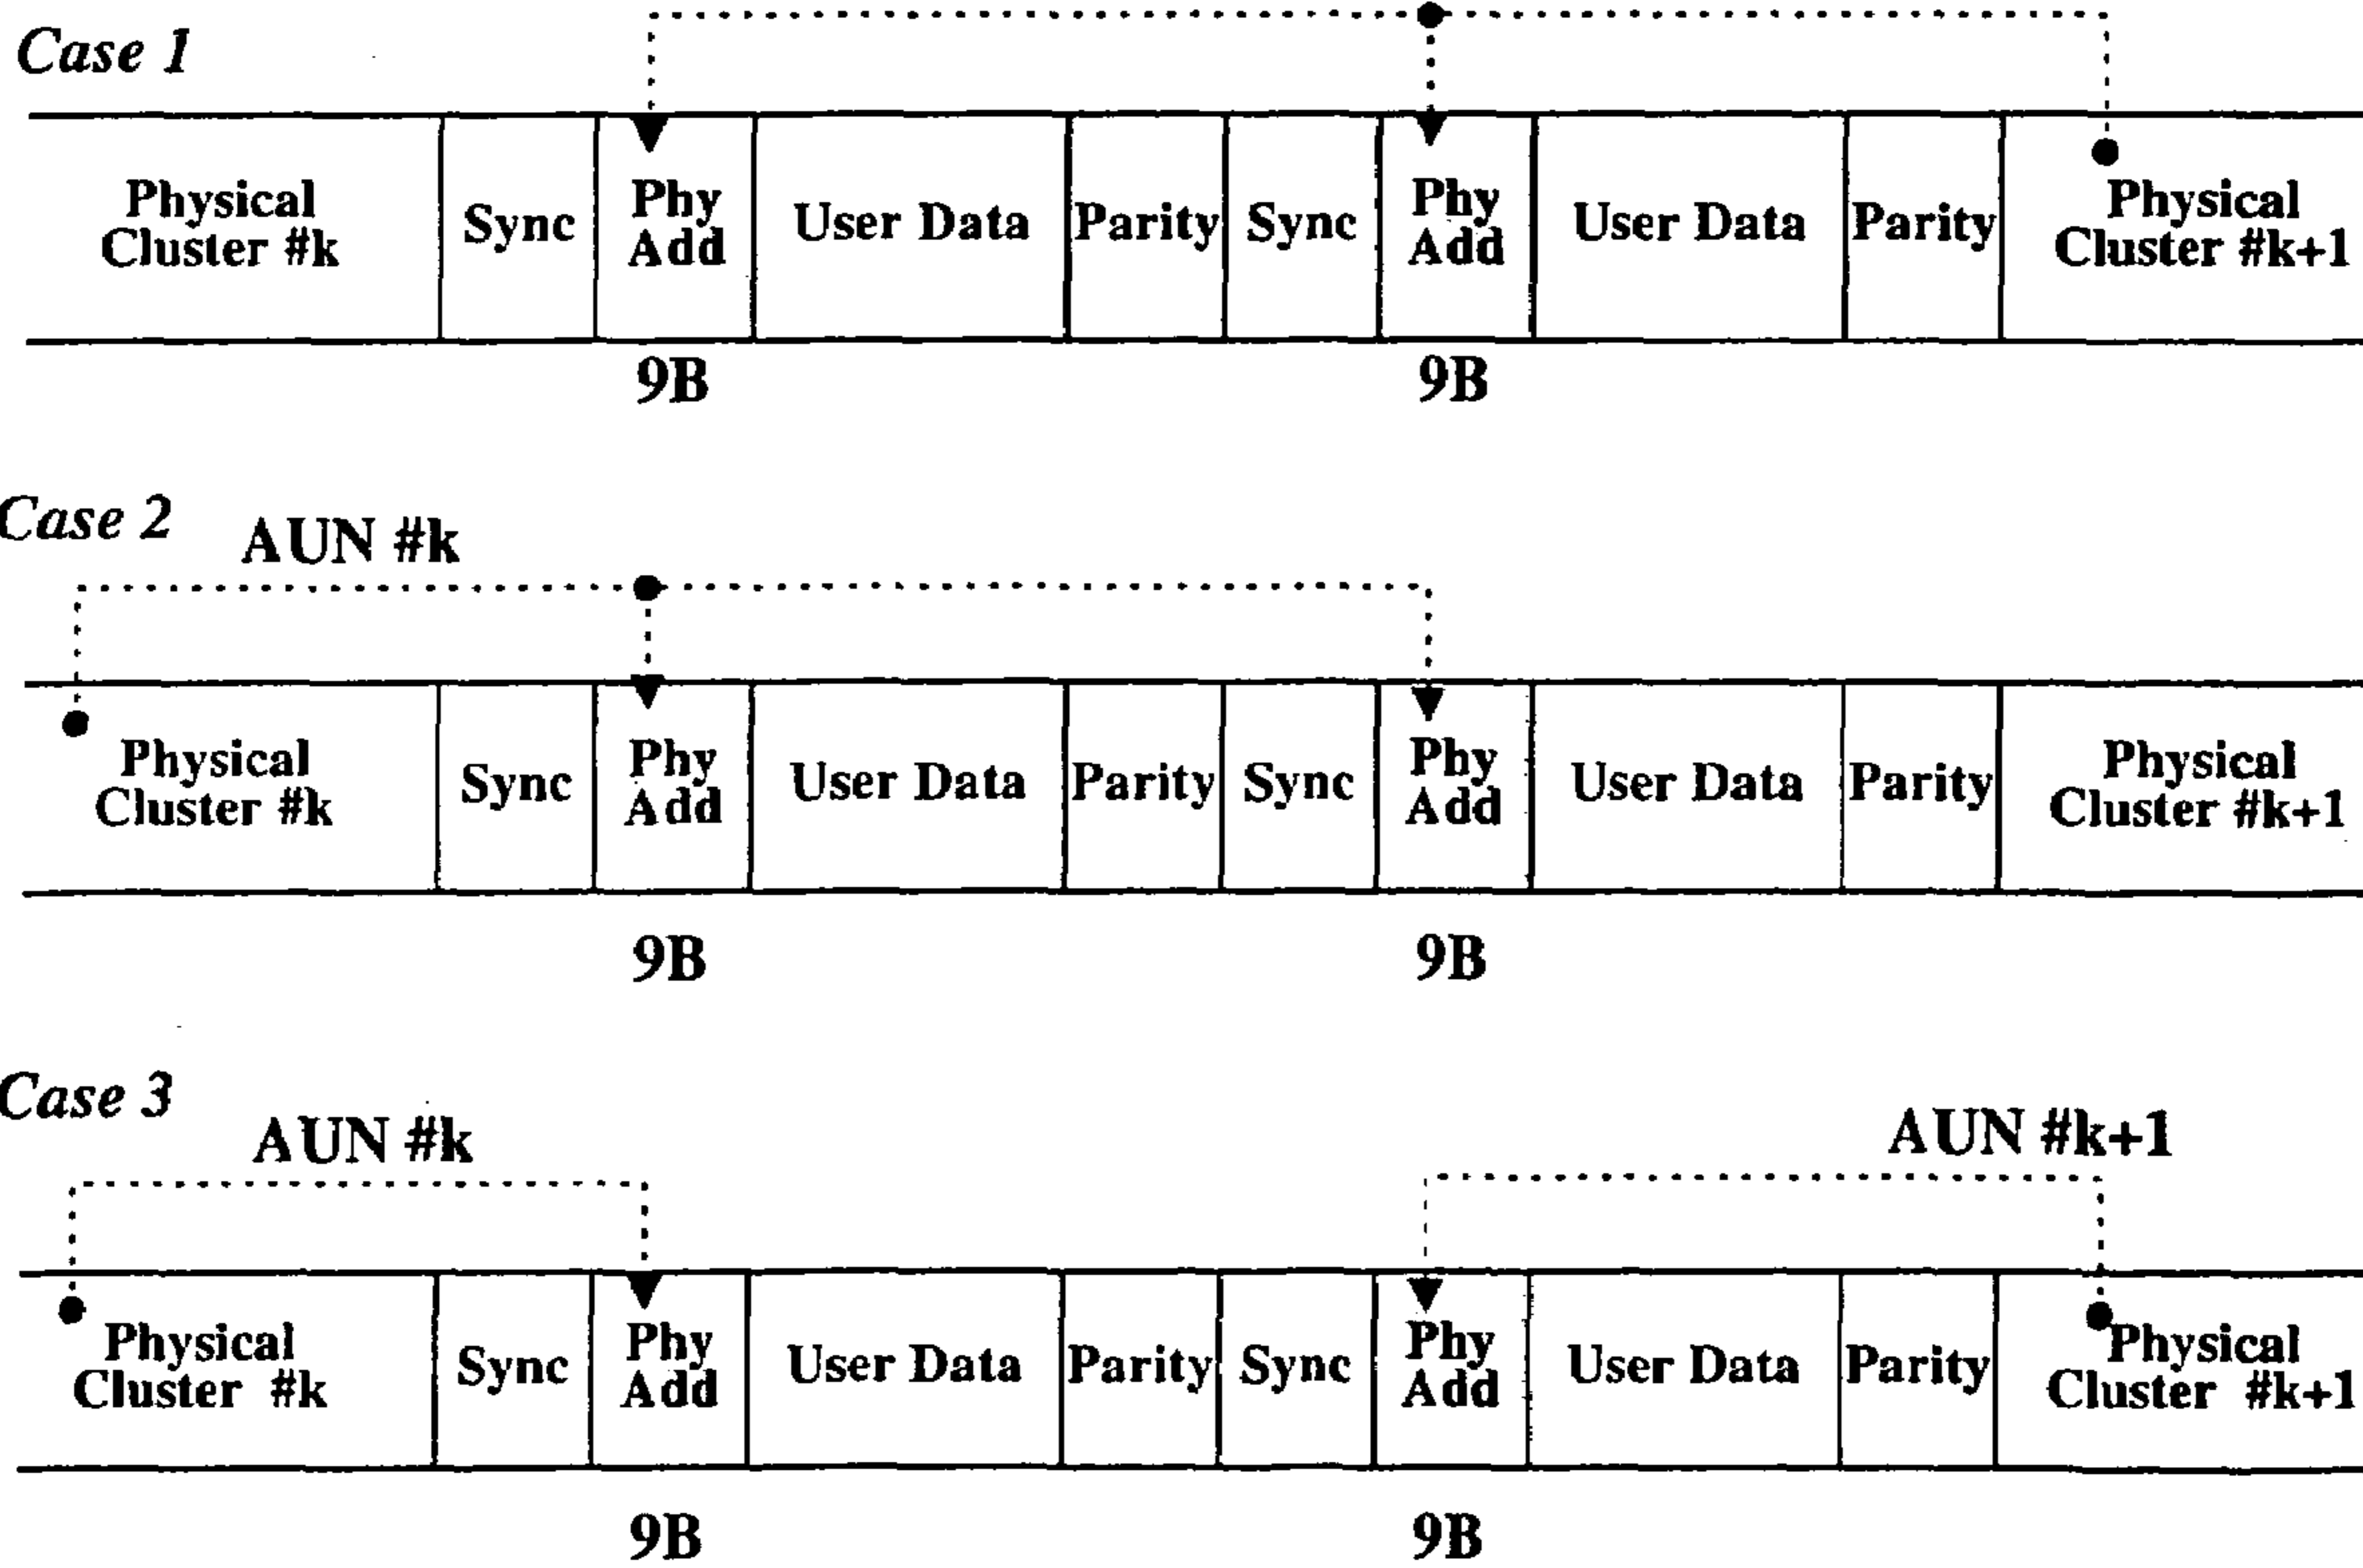 Case 1
Physical
Cluster #k
Sync
Phy
Add
User Data
Parity
Sync
Phy
Add
User Data
Parity
Physical
Cluster #k+1
9B
9B
Case 2
AUN #k
Physical
Cluster #k
Sync
Phy
Add
User Data
Parity
Sync
Phy
Add
User Data
Parity
Physical
Cluster #k+1
9B
9B
Case 3
AUN #k
AUN #k+1
Physical
Cluster #k
Sync
Phy
Add
User Data
Parity
Sync
Phy
Add
User Data
Parity
Physical
Cluster #k+1
9B
9B